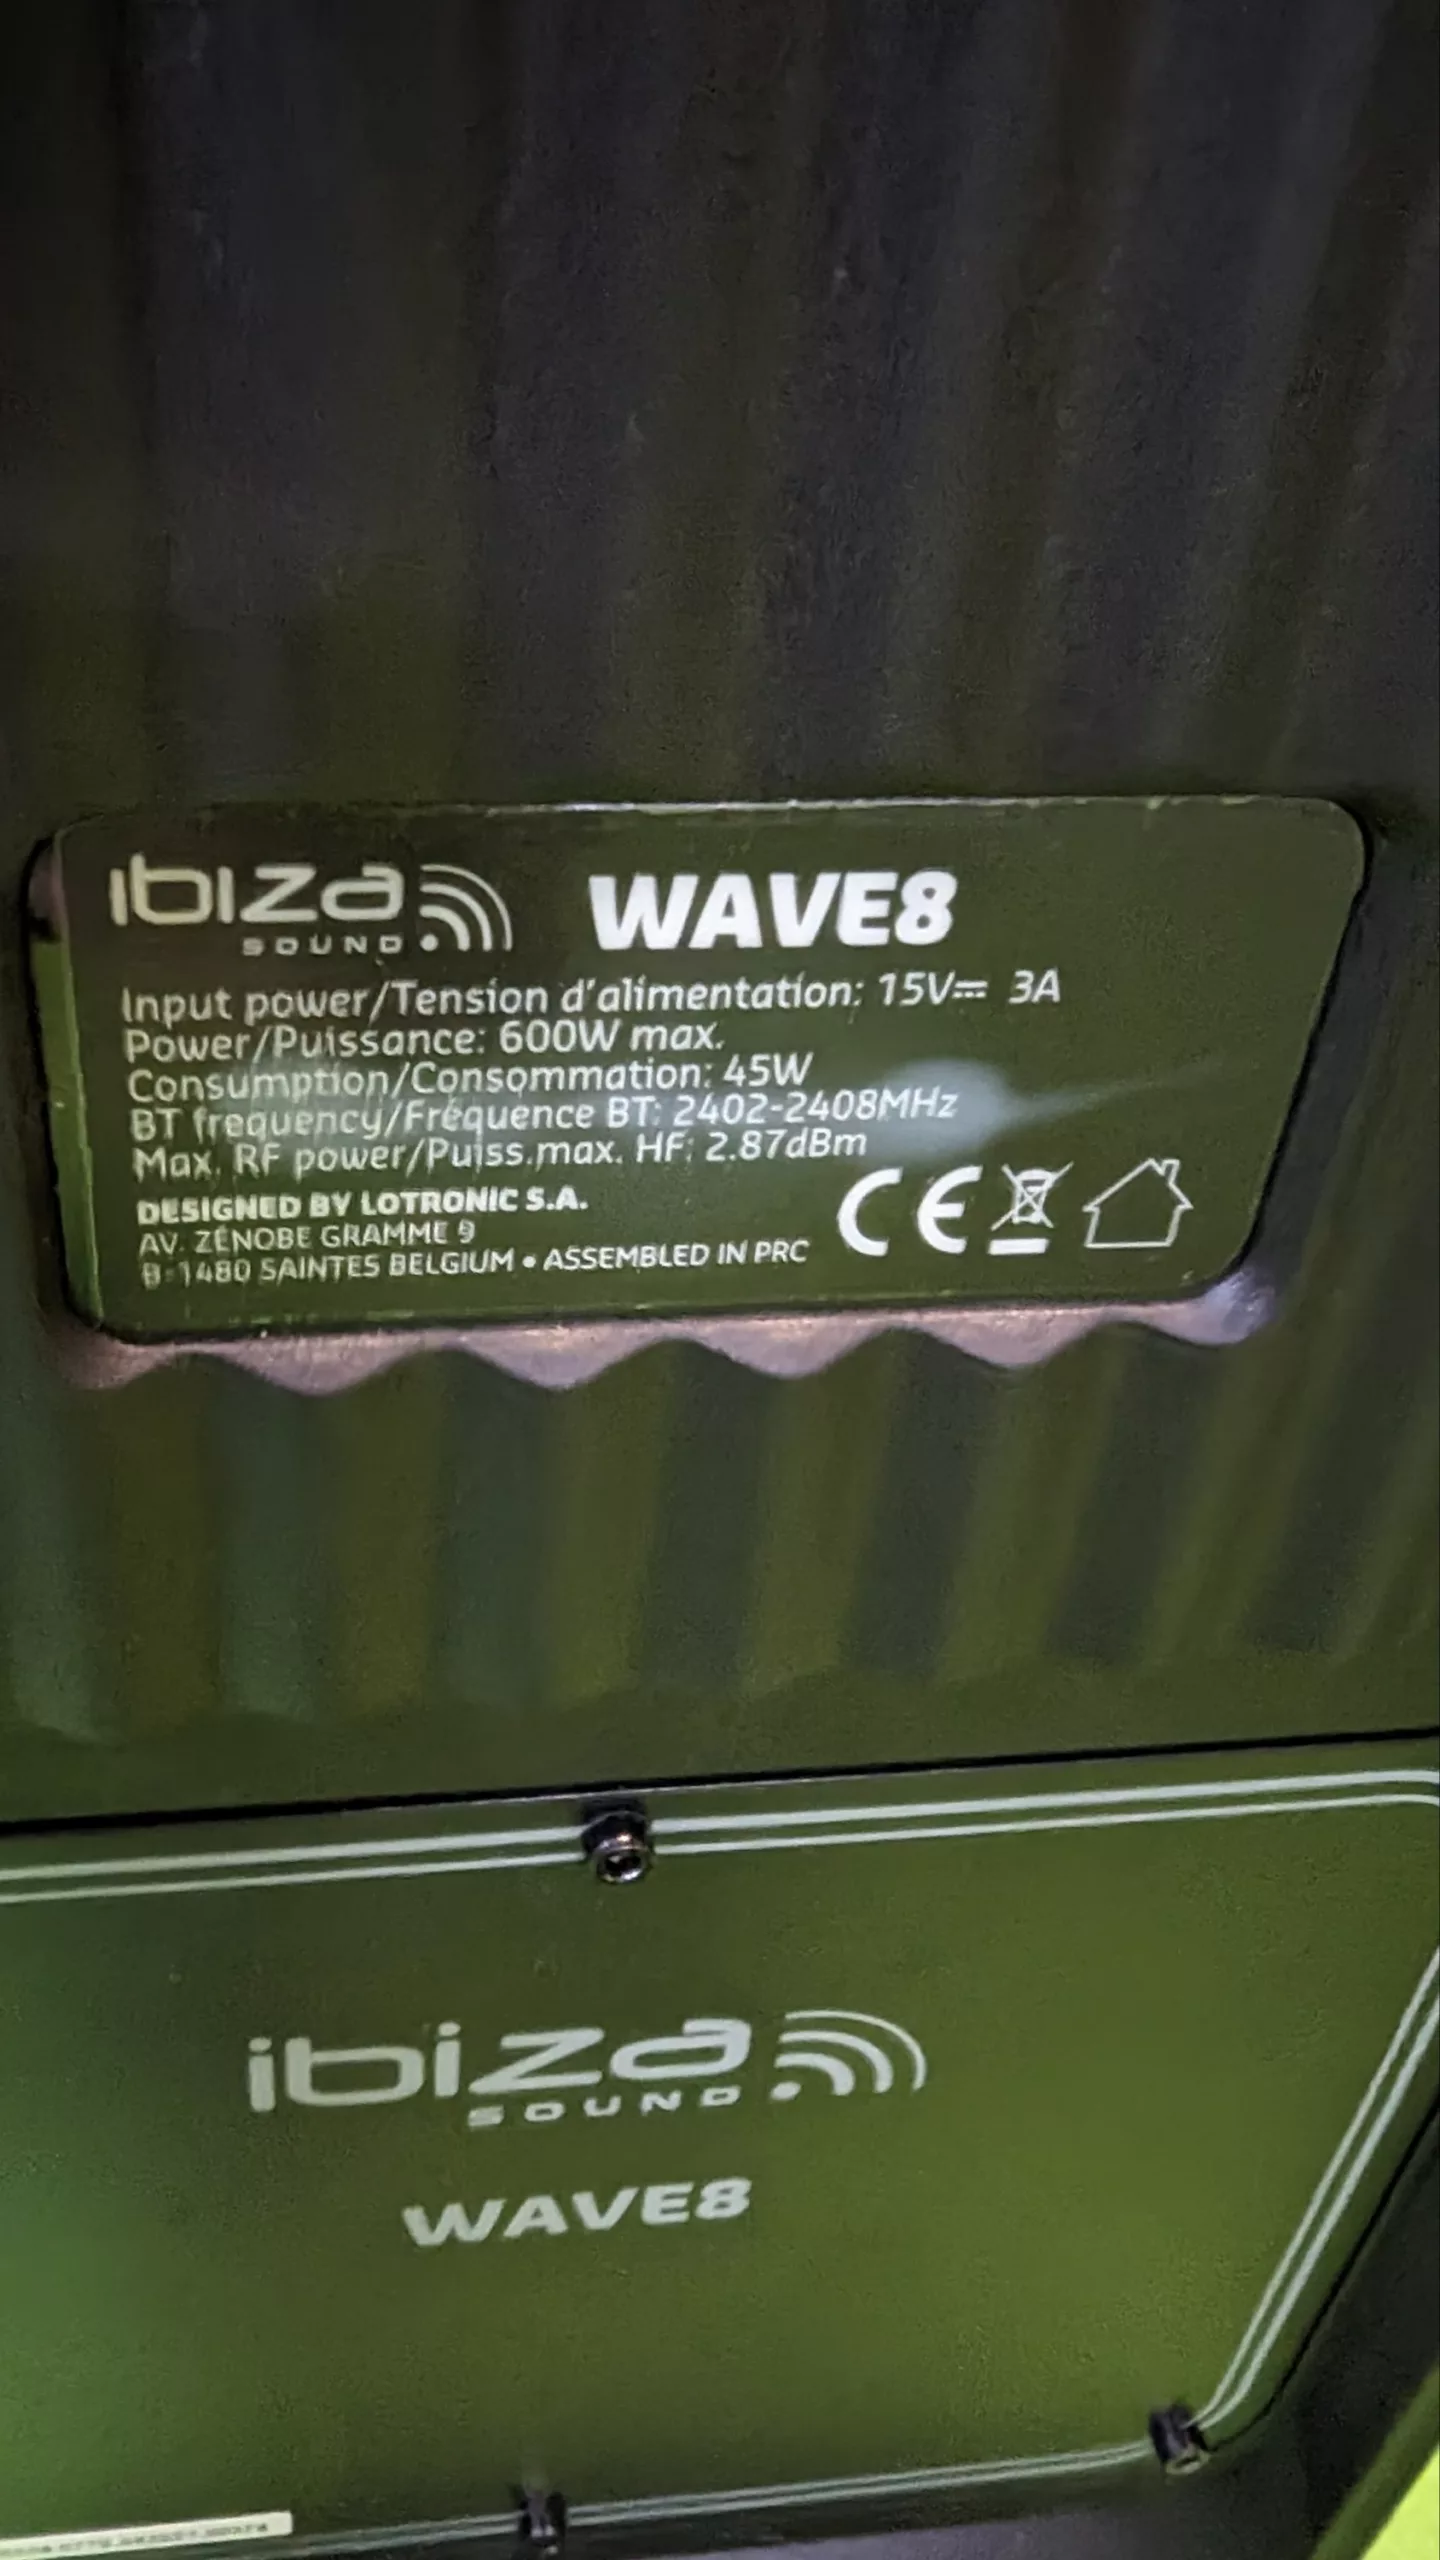 ibiza WAVE8
SOUND
Input power/Tension d'alimentation: 15V⎓ 3A
Power/Puissance: 600W max.
Consumption/Consommation: 45W
BT frequency/Fréquence BT: 2402-2408MHz
Max. RF power/Puiss.max. HF: 2.87dBm
DESIGNED BY LOTRONIC S.A.
AV. ZÉNOBE GRAMME 9
B-1480 SAINTES BELGIUM • ASSEMBLED IN PRC
CE
ibiza
SOUND
WAVE8